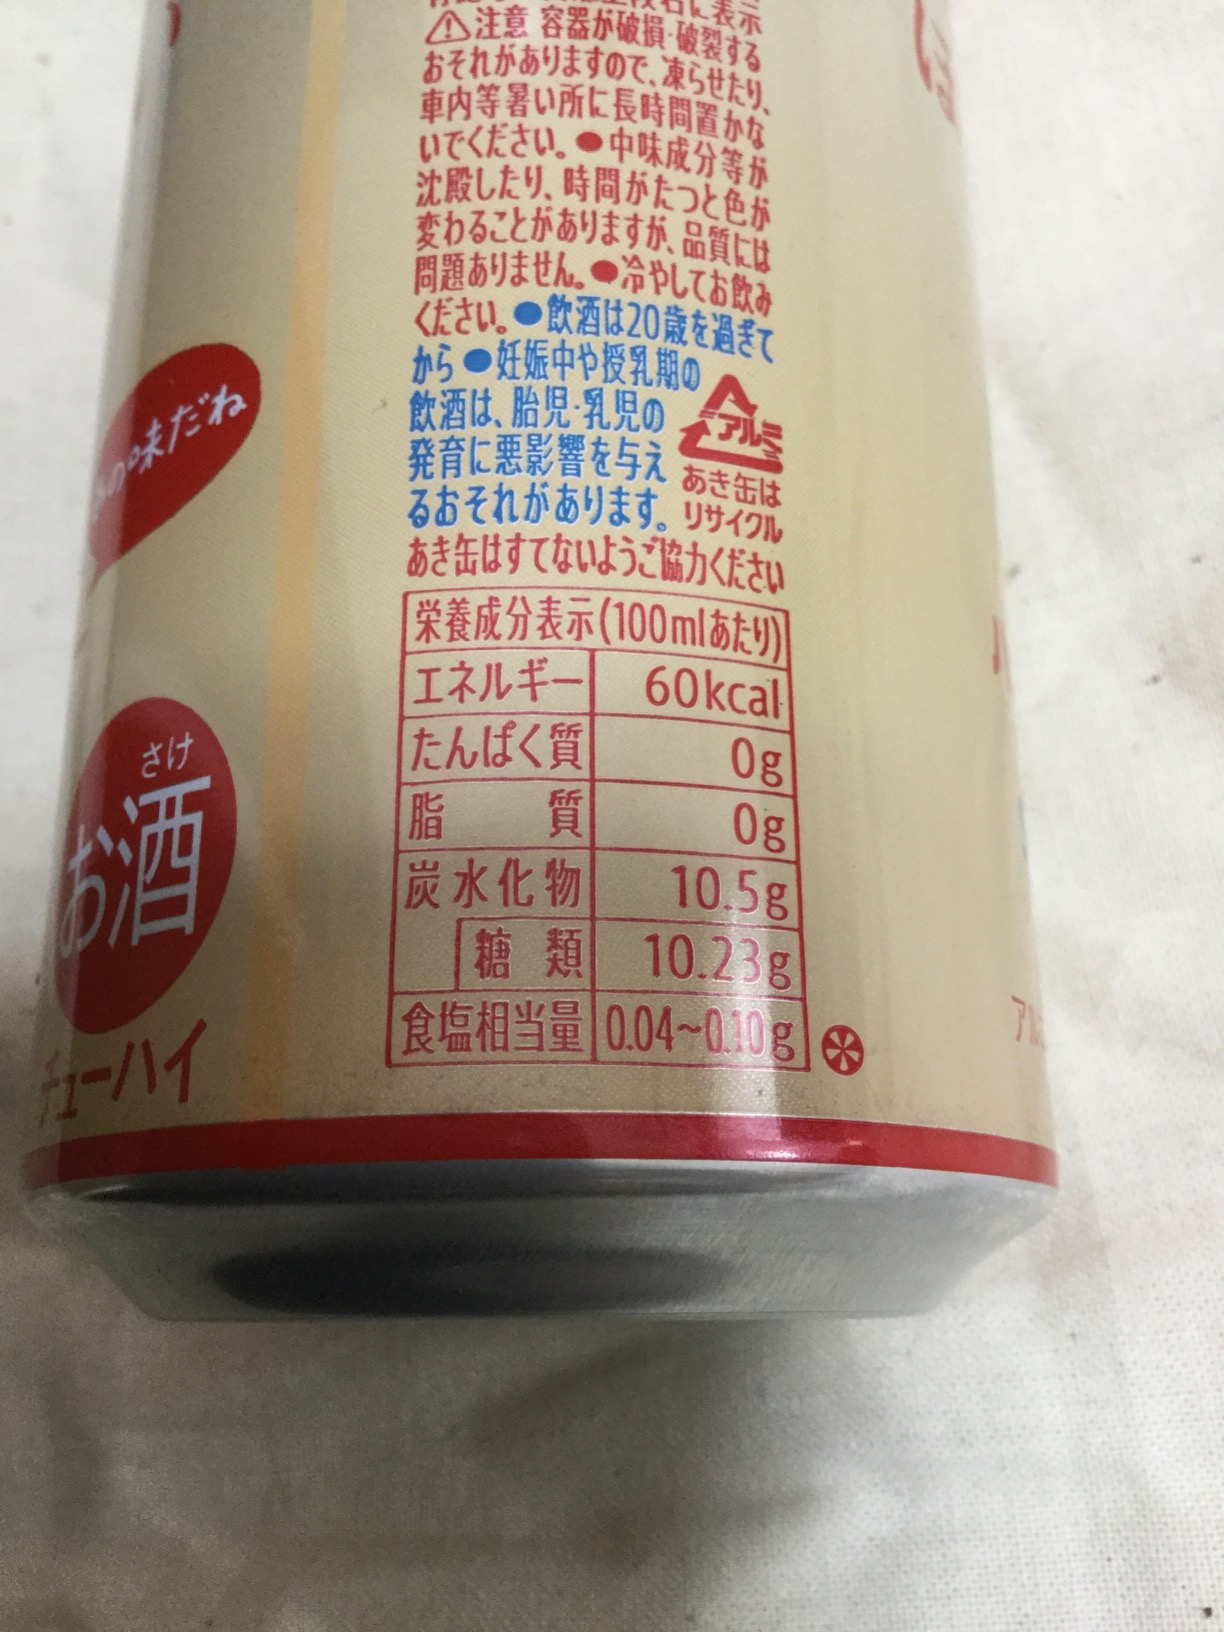 に表示
⚠注意 容器が破損・破裂する
おそれがありますので、凍らせたり、
車内等暑い所に長時間置かな
いでください。●中味成分等が
沈殿したり、時間がたつと色が
変わることがありますが、品質には
問題ありません。●冷やしてお飲み
ください。●飲酒は20歳を過ぎて
から●妊娠中や授乳期の
飲酒は、胎児・乳児の
発育に悪影響を与え
るおそれがあります。
アルミ
あき缶は
リサイクル
あき缶はすてないようご協力ください
栄養成分表示(100mlあたり)
エネルギー 60kcal
たんぱく質 0g
脂質 0g
炭水化物 10.5g
糖類 10.23g
食塩相当量 0.04~0.10g
の味だね
さけ
お酒
チューハイ